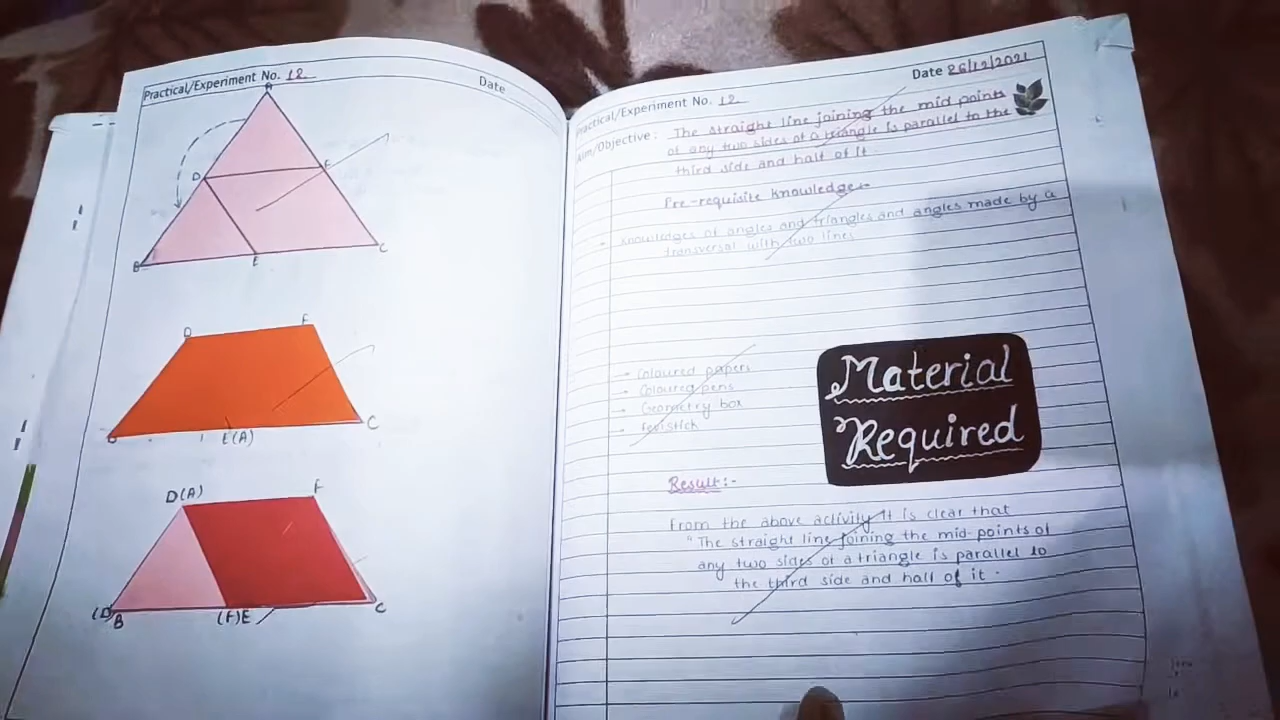 Practical/Experiment No. 12
Date
A
D
F
B
E
C
D
F
E(A)
C
D(A)
F
(D)
B
(F)E
C
Practical/Experiment No. 12
Date 26/12/2021
Aim/Objective : The straight line joining the mid points
of any two sides of a triangle is parallel to the
third side and half of it.
Pre-requisite knowledge:-
Knowledges of angles and triangles and angles made by a
transversal with two lines
→ Coloured papers
→ Coloured pens
→ Geometry box
→ fevistick
Material
Required
Result:-
From the above activity it is clear that
"The straight line joining the mid-points of
any two sides of a triangle is parallel to
the third side and half of it.